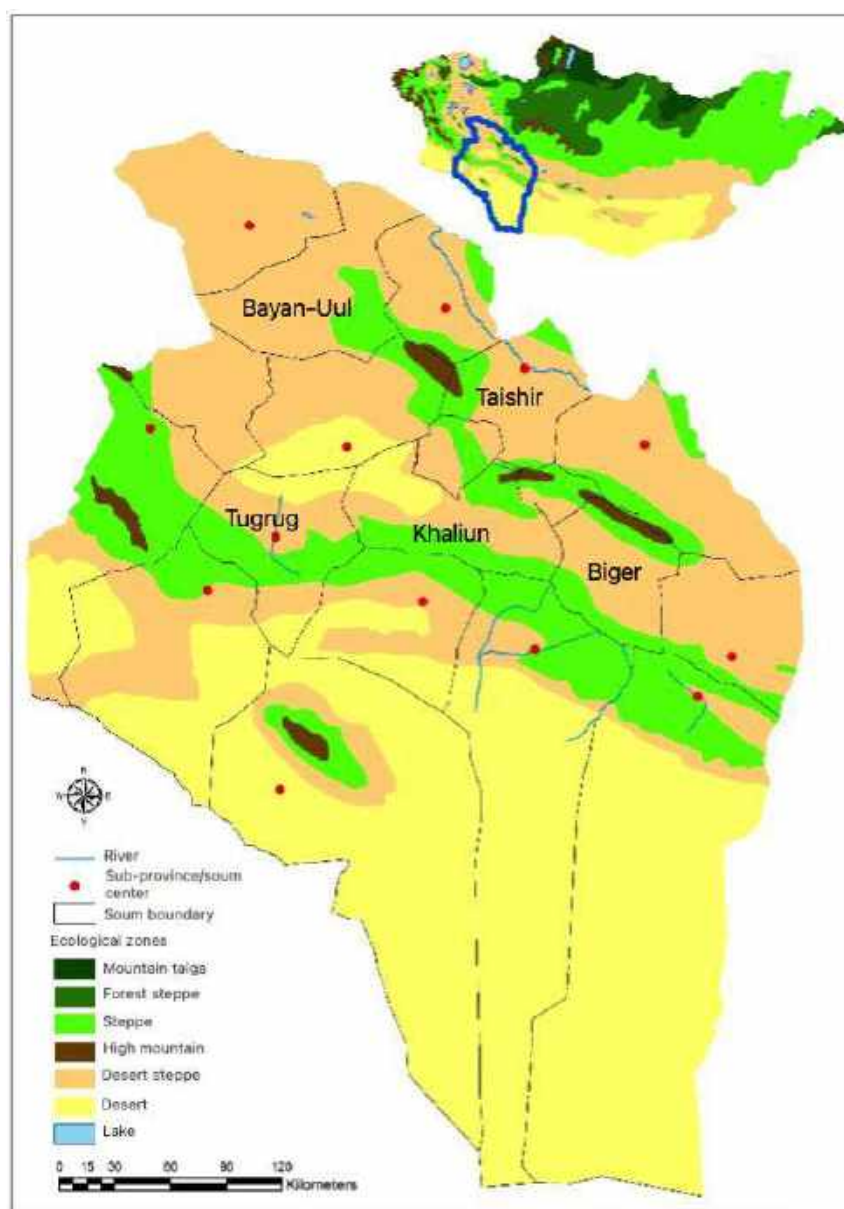 Bayan-Uul
Taishir
Tugrug
Khaliun
Biger
River
Sub-province/soum
center
Soum boundary
Ecological zones
Mountain taiga
Forest steppe
Steppe
High mountain
Desert steppe
Desert
Lake
0 15 30 60 90 120
Kilometers